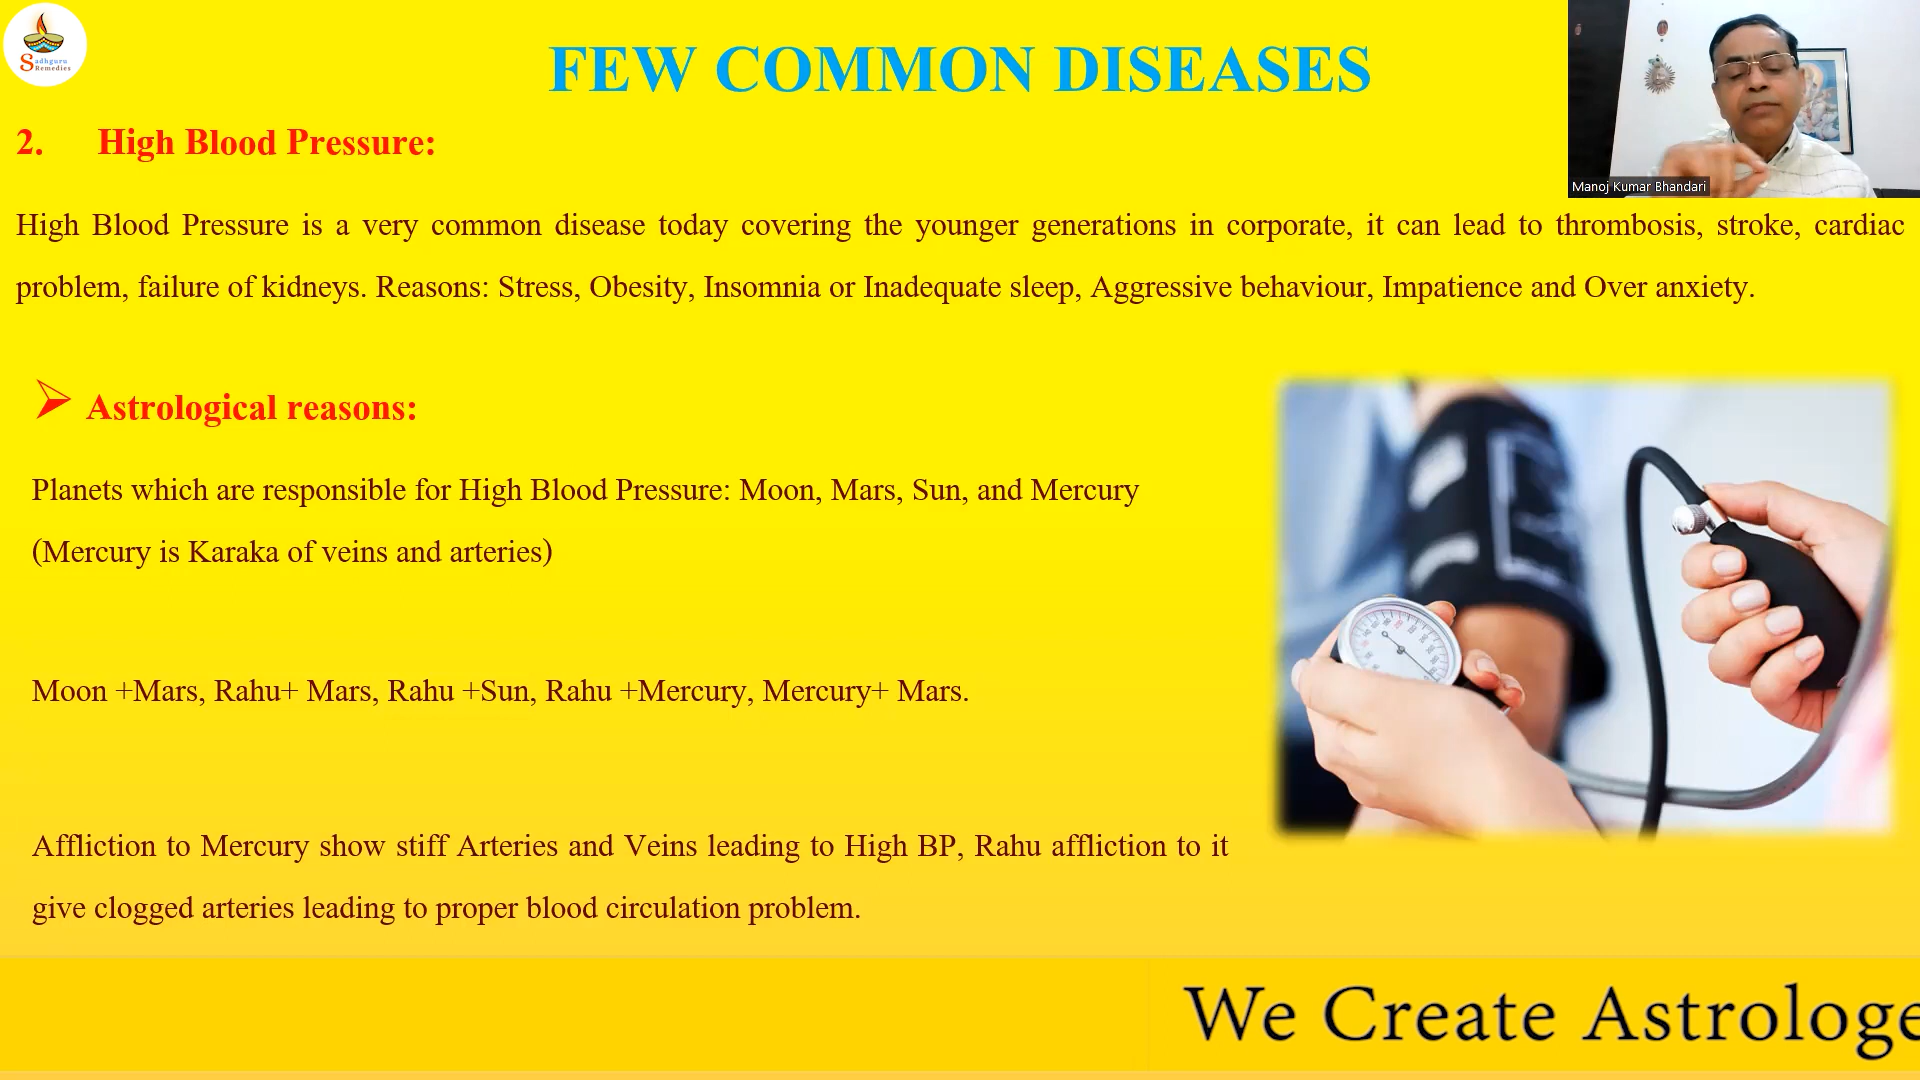 Sadhguru
Remedies
FEW COMMON DISEASES
Manoj Kumar Bhandari
2. High Blood Pressure:
High Blood Pressure is a very common disease today covering the younger generations in corporate, it can lead to thrombosis, stroke, cardiac
problem, failure of kidneys. Reasons: Stress, Obesity, Insomnia or Inadequate sleep, Aggressive behaviour, Impatience and Over anxiety.
Astrological reasons:
Planets which are responsible for High Blood Pressure: Moon, Mars, Sun, and Mercury
(Mercury is Karaka of veins and arteries)
Moon +Mars, Rahu+ Mars, Rahu +Sun, Rahu +Mercury, Mercury+ Mars.
Affliction to Mercury show stiff Arteries and Veins leading to High BP, Rahu affliction to it
give clogged arteries leading to proper blood circulation problem.
We Create Astrologe